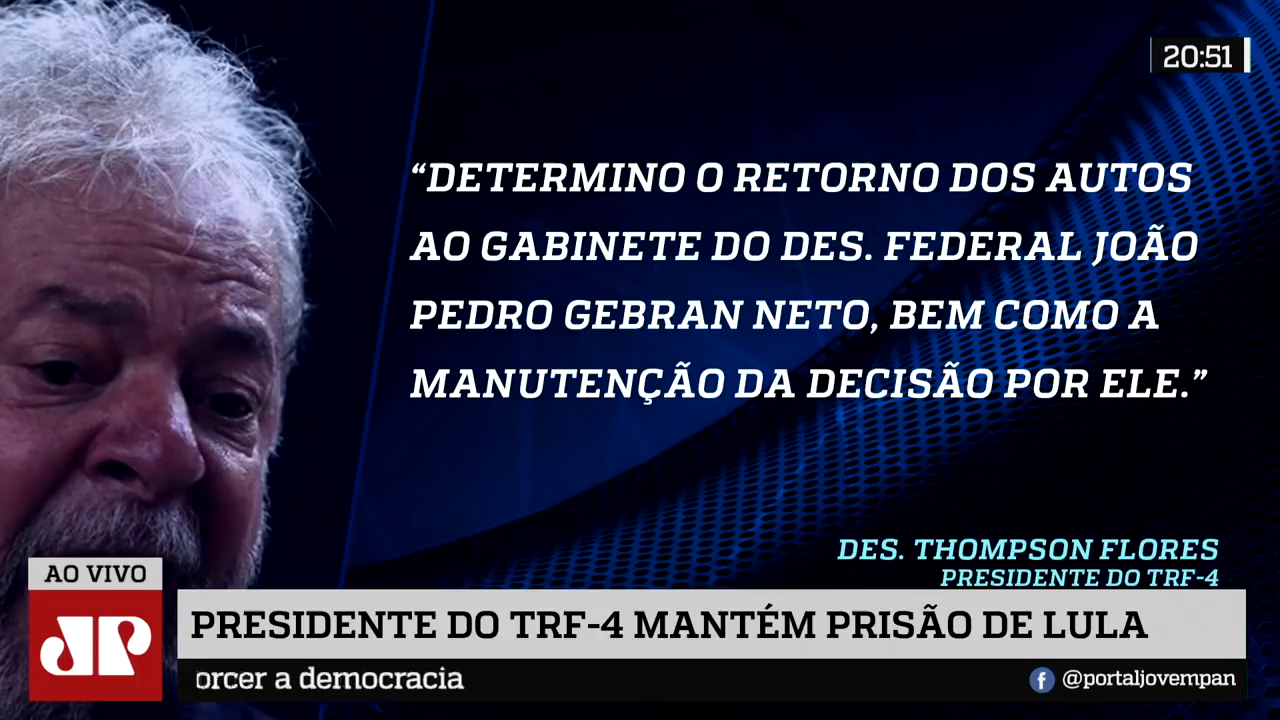 20:51
“DETERMINO O RETORNO DOS AUTOS
AO GABINETE DO DES. FEDERAL JOÃO
PEDRO GEBRAN NETO, BEM COMO A
MANUTENÇÃO DA DECISÃO POR ELE.”
DES. THOMPSON FLORES
PRESIDENTE DO TRF-4
AO VIVO
JP
PRESIDENTE DO TRF-4 MANTÉM PRISÃO DE LULA
orcer a democracia
@portaljovempan